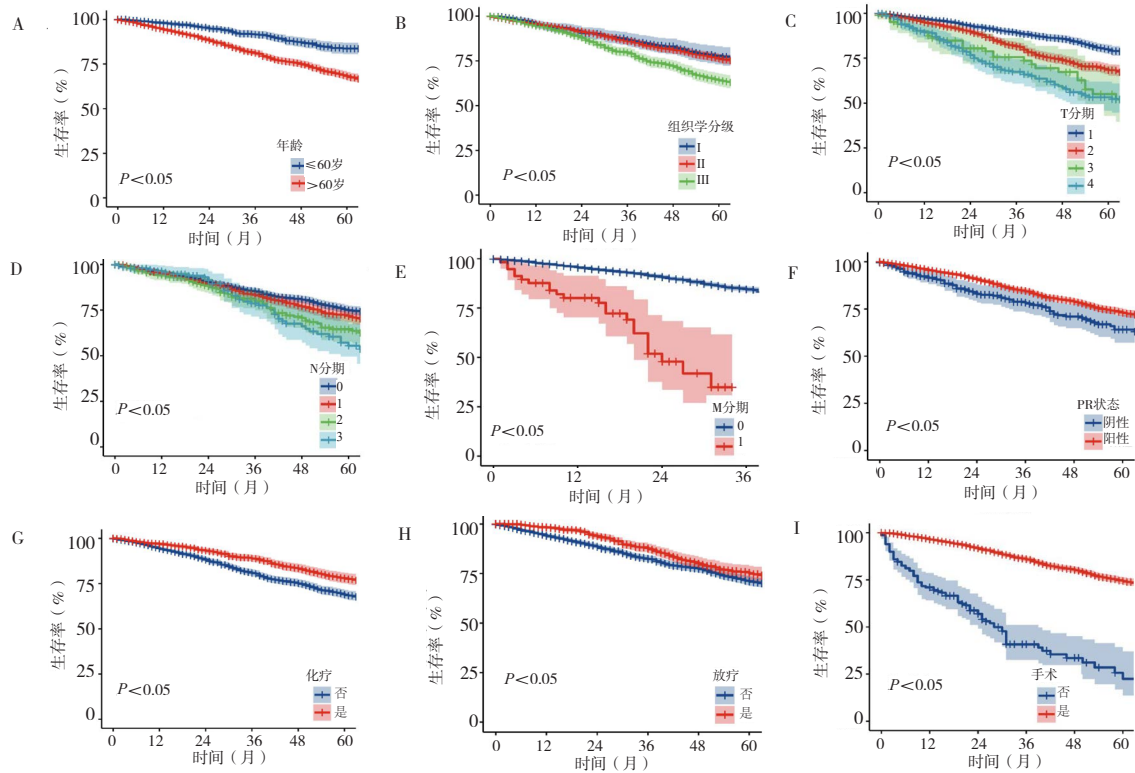 A
100
75
50
25
0
生存率（%）
年龄
≤60岁
>60岁
P<0.05
0 12 24 36 48 60
时间（月）
B
100
75
50
25
0
生存率（%）
组织学分级
I
II
III
P<0.05
0 12 24 36 48 60
时间（月）
C
100
75
50
25
0
生存率（%）
T分期
1
2
3
4
P<0.05
0 12 24 36 48 60
时间（月）
D
100
75
50
25
0
生存率（%）
N分期
0
1
2
3
P<0.05
0 12 24 36 48 60
时间（月）
E
100
75
50
25
0
生存率（%）
M分期
0
1
P<0.05
12 24 36
时间（月）
F
100
75
50
25
0
生存率（%）
PR状态
阴性
阳性
P<0.05
0 12 24 36 48 60
时间（月）
G
100
75
50
25
0
生存率（%）
化疗
否
是
P<0.05
0 12 24 36 48 60
时间（月）
H
100
75
50
25
0
生存率（%）
放疗
否
是
P<0.05
0 12 24 36 48 60
时间（月）
I
100
75
50
25
0
生存率（%）
手术
否
是
P<0.05
0 12 24 36 48 60
时间（月）